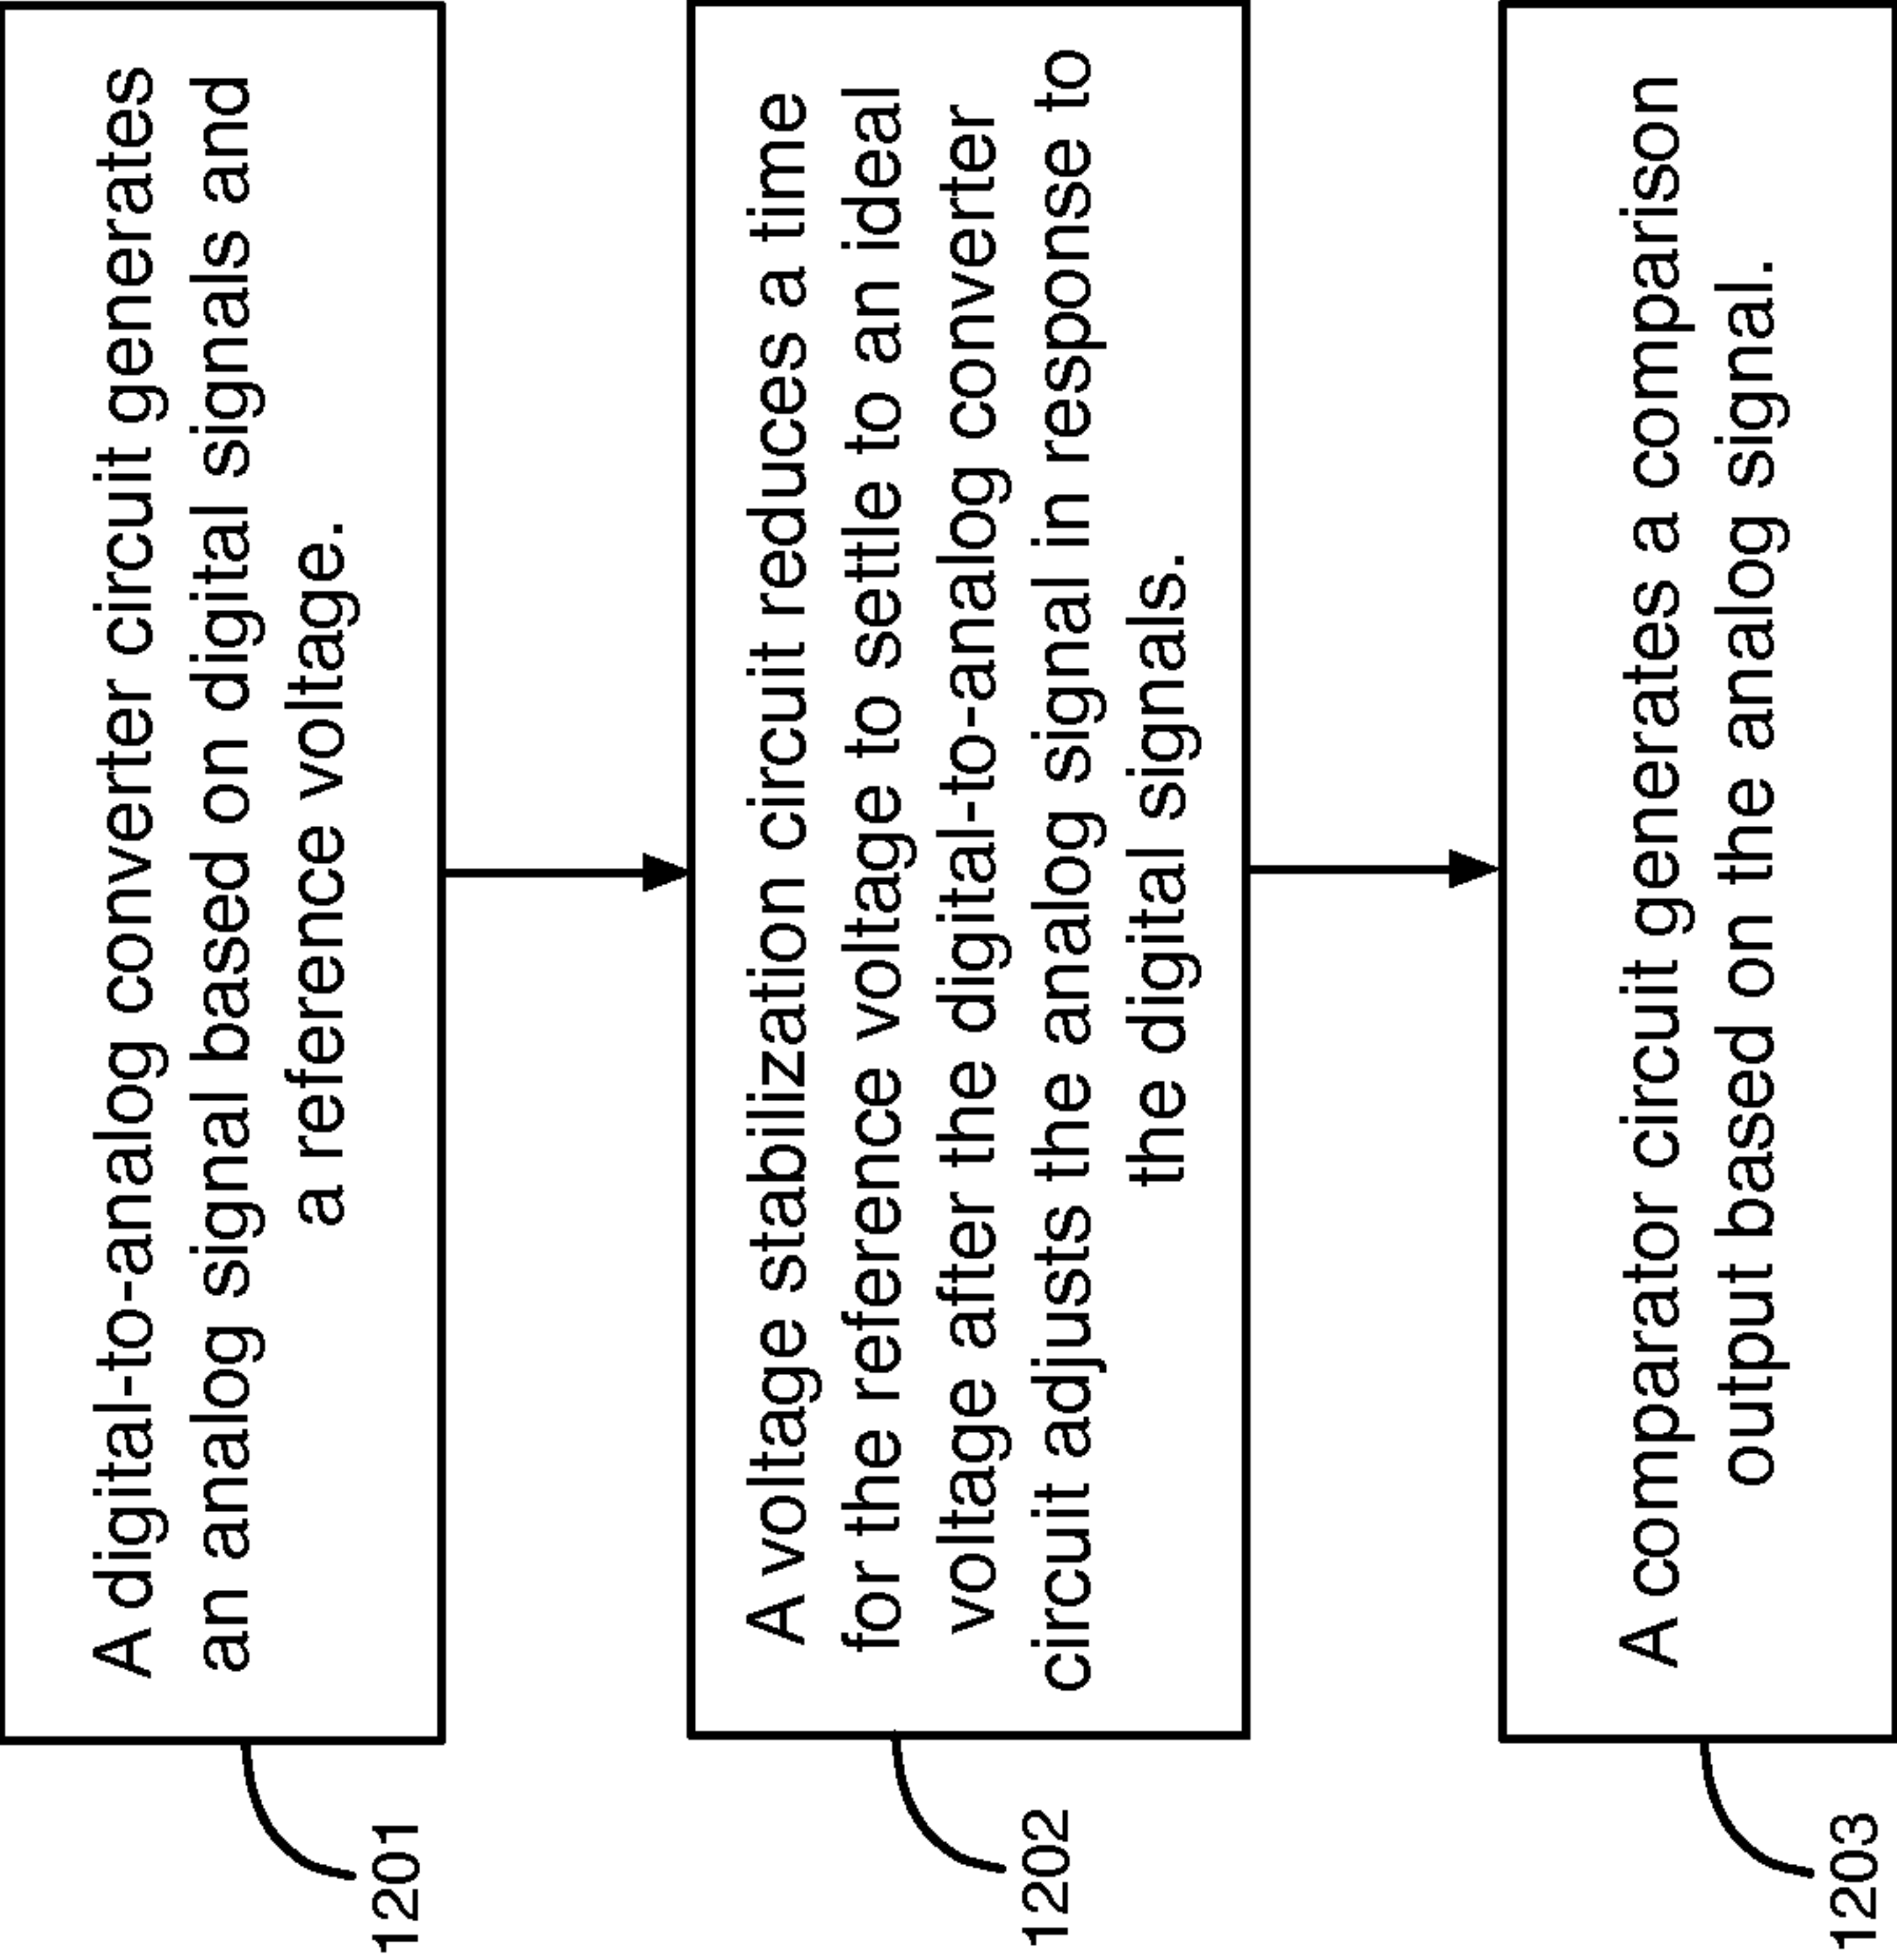 1201
A digital-to-analog converter circuit generates
an analog signal based on digital signals and
a reference voltage.
1202
A voltage stabilization circuit reduces a time
for the reference voltage to settle to an ideal
voltage after the digital-to-analog converter
circuit adjusts the analog signal in response to
the digital signals.
1203
A comparator circuit generates a comparison
output based on the analog signal.